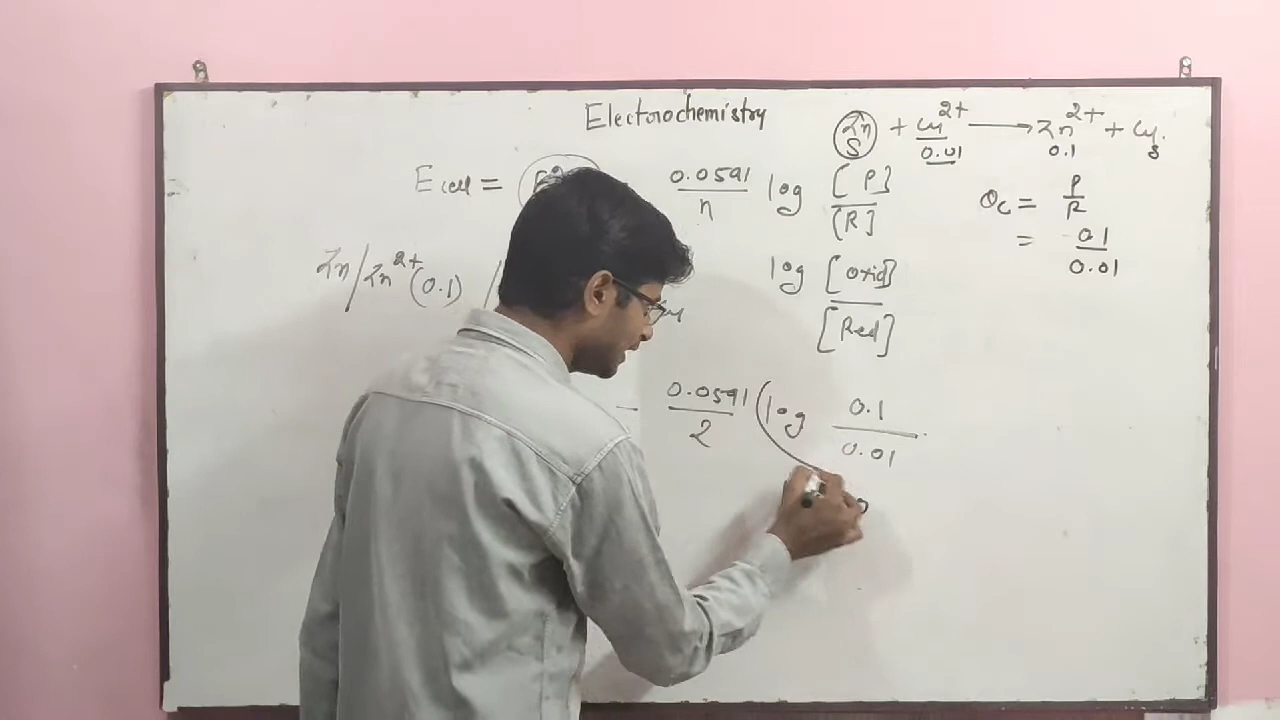 Electrochemistry
Zn + Cu²⁺ → Zn²⁺ + Cu
S 0.01 0.1 S
E cell = 0.0591/n log [P]/[R]
Qc = P/R
= 0.1/0.01
Zn/Zn²⁺(0.1) /
log [Oxid]/[Red]
– 0.0591/2 (log 0.1/0.01